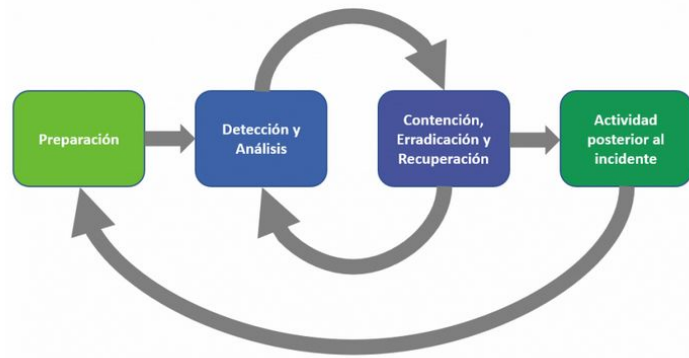 Preparación
Detección y
Análisis
Contención,
Erradicación y
Recuperación
Actividad
posterior al
incidente